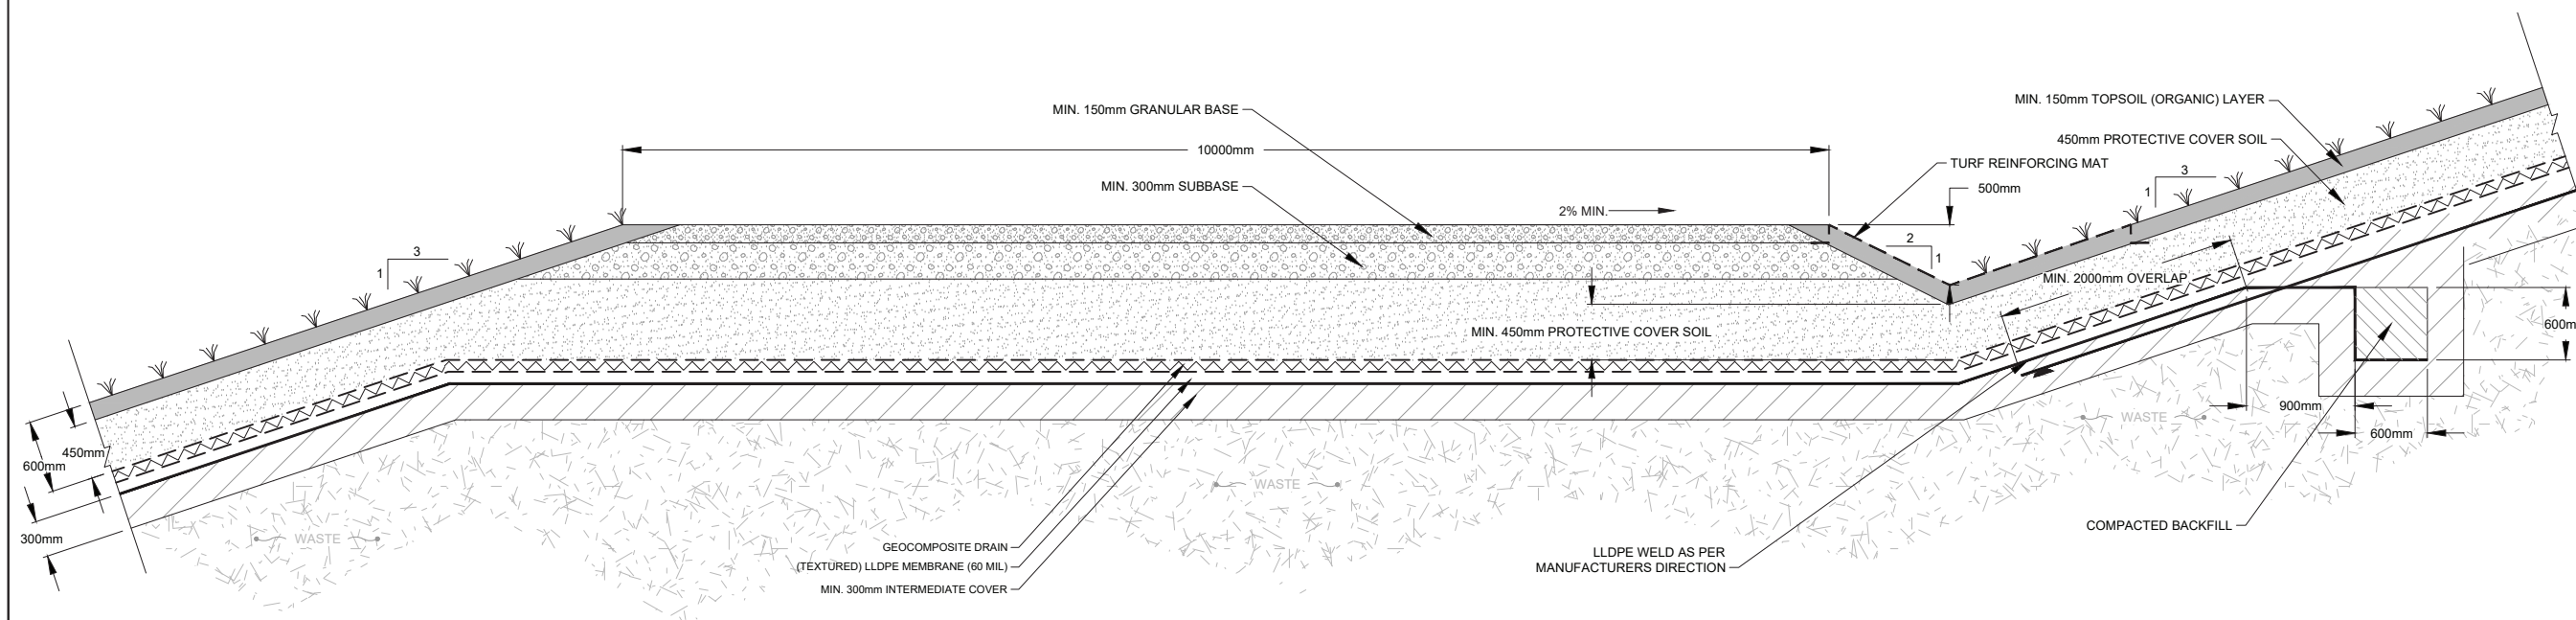 MIN. 150mm GRANULAR BASE
10000mm
MIN. 300mm SUBBASE
2% MIN.
MIN. 150mm TOPSOIL (ORGANIC) LAYER
450mm PROTECTIVE COVER SOIL
TURF REINFORCING MAT
500mm
3
1
3
1
2
1
MIN. 2000mm OVERLAP
MIN. 450mm PROTECTIVE COVER SOIL
600m
900mm
600mm
WASTE
450mm
600mm
300mm
WASTE
WASTE
GEOCOMPOSITE DRAIN
(TEXTURED) LLDPE MEMBRANE (60 MIL)
MIN. 300mm INTERMEDIATE COVER
LLDPE WELD AS PER
MANUFACTURERS DIRECTION
COMPACTED BACKFILL